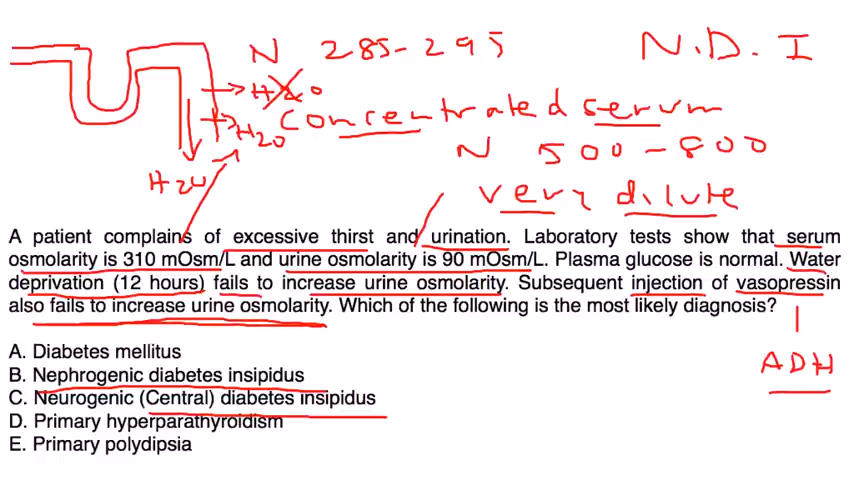 N 285-295 N.D.I
H20
Concentrated serum
H20
N 500-800
H20
very dilute
A patient complains of excessive thirst and urination. Laboratory tests show that serum
osmolarity is 310 mOsm/L and urine osmolarity is 90 mOsm/L. Plasma glucose is normal. Water
deprivation (12 hours) fails to increase urine osmolarity. Subsequent injection of vasopressin
also fails to increase urine osmolarity. Which of the following is the most likely diagnosis?
ADH
A. Diabetes mellitus
B. Nephrogenic diabetes insipidus
C. Neurogenic (Central) diabetes insipidus
D. Primary hyperparathyroidism
E. Primary polydipsia